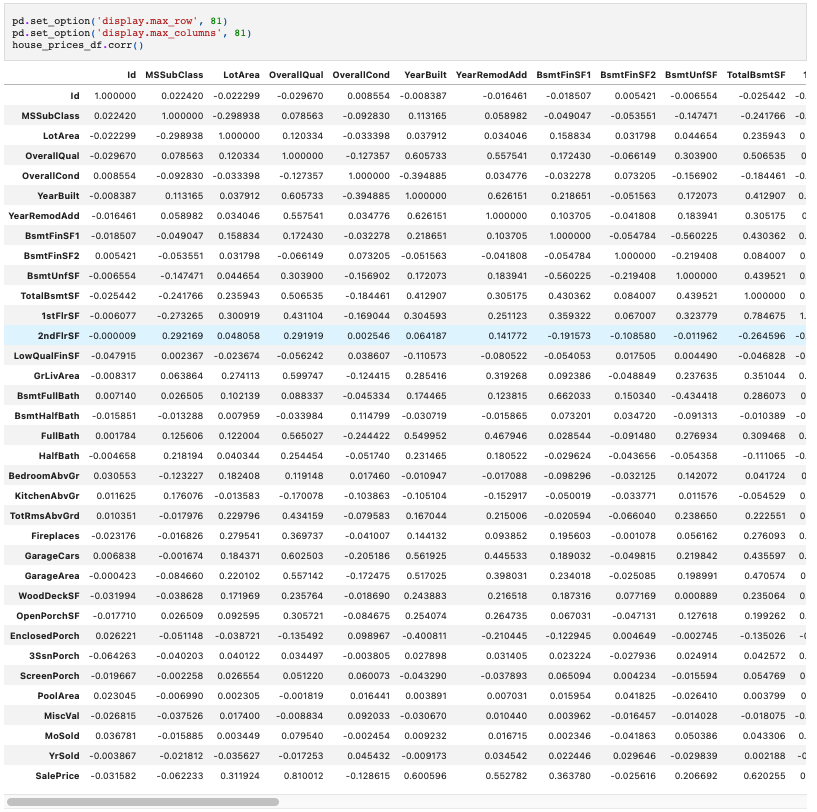 pd.set_option('display.max_row', 81)
pd.set_option('display.max_columns', 81)
house_prices_df.corr()
Id MSSubClass LotArea OverallQual OverallCond YearBuilt YearRemodAdd BsmtFinSF1 BsmtFinSF2 BsmtUnfSF TotalBsmtSF 1
Id 1.000000 0.022420 -0.022299 -0.029670 0.008554 -0.008387 -0.016461 -0.018507 0.005421 -0.006554 -0.025442 -0.
MSSubClass 0.022420 1.000000 -0.298938 0.078563 -0.092830 0.113165 0.058982 -0.049047 -0.053551 -0.147471 -0.241766 -0.
LotArea -0.022299 -0.298938 1.000000 0.120334 -0.033398 0.037912 0.034046 0.158834 0.031798 0.044654 0.235943 0.
OverallQual -0.029670 0.078563 0.120334 1.000000 -0.127357 0.605733 0.557541 0.172430 -0.066149 0.303900 0.506535 0
OverallCond 0.008554 -0.092830 -0.033398 -0.127357 1.000000 -0.394885 0.034776 -0.032278 0.073205 -0.156902 -0.184461 -0.
YearBuilt -0.008387 0.113165 0.037912 0.605733 -0.394885 1.000000 0.626151 0.218651 -0.051563 0.172073 0.412907 0.
YearRemodAdd -0.016461 0.058982 0.034046 0.557541 0.034776 0.626151 1.000000 0.103705 -0.041808 0.183941 0.305175 0
BsmtFinSF1 -0.018507 -0.049047 0.158834 0.172430 -0.032278 0.218651 0.103705 1.000000 -0.054784 -0.560225 0.430362 0.
BsmtFinSF2 0.005421 -0.053551 0.031798 -0.066149 0.073205 -0.051563 -0.041808 -0.054784 1.000000 -0.219408 0.084007 0.
BsmtUnfSF -0.006554 -0.147471 0.044654 0.303900 -0.156902 0.172073 0.183941 -0.560225 -0.219408 1.000000 0.439521 0.
TotalBsmtSF -0.025442 -0.241766 0.235943 0.506535 -0.184461 0.412907 0.305175 0.430362 0.084007 0.439521 1.000000 0.
1stFlrSF -0.006077 -0.273265 0.300919 0.431104 -0.169044 0.304593 0.251123 0.359322 0.067007 0.323779 0.784675 1.
2ndFlrSF -0.000009 0.292169 0.048058 0.291919 0.002546 0.064187 0.141772 -0.191573 -0.108580 -0.011962 -0.264596 -0.
LowQualFinSF -0.047915 0.002367 -0.023674 -0.056242 0.038607 -0.110573 -0.080522 -0.054053 0.017505 0.004490 -0.046828 -0
GrLivArea -0.008317 0.063864 0.274113 0.599747 -0.124415 0.285416 0.319268 0.092386 -0.048849 0.237635 0.351044 0.
BsmtFullBath 0.007140 0.026505 0.102139 0.088337 -0.045334 0.174465 0.123815 0.662033 0.150340 -0.434418 0.286073 0
BsmtHalfBath -0.015851 -0.013288 0.007959 -0.033984 0.114799 -0.030719 -0.015865 0.073201 0.034720 -0.091313 -0.010389 -0
FullBath 0.001784 0.125606 0.122004 0.565027 -0.244422 0.549952 0.467946 0.028544 -0.091480 0.276934 0.309468 0.
HalfBath -0.004658 0.218194 0.040344 0.254454 -0.051740 0.231465 0.180522 -0.029624 -0.043656 -0.054358 -0.111065 -0.
BedroomAbvGr 0.030553 -0.123227 0.182408 0.119148 0.017460 -0.010947 -0.017088 -0.098296 -0.032125 0.142072 0.041724 0
KitchenAbvGr 0.011625 0.176076 -0.013583 -0.170078 -0.103863 -0.105104 -0.152917 -0.050019 -0.033771 0.011576 -0.054529 0
TotRmsAbvGrd 0.010351 -0.017976 0.229796 0.434159 -0.079583 0.167044 0.215006 -0.020594 -0.066040 0.238650 0.222551 0
Fireplaces -0.023176 -0.016826 0.279541 0.369737 -0.041007 0.144132 0.093852 0.195603 -0.001078 0.056162 0.276093 0.
GarageCars 0.006838 -0.001674 0.184371 0.602503 -0.205186 0.561925 0.445533 0.189032 -0.049815 0.219842 0.435597 0.
GarageArea -0.000423 -0.084660 0.220102 0.557142 -0.172475 0.517025 0.398031 0.234018 -0.025085 0.198991 0.470574 0
WoodDeckSF -0.031994 -0.038628 0.171969 0.235764 -0.018690 0.243883 0.216518 0.187316 0.077169 0.000889 0.235064 0.
OpenPorchSF -0.017710 0.026509 0.092595 0.305721 -0.084675 0.254074 0.264735 0.067031 -0.047131 0.127618 0.199262 0.
EnclosedPorch 0.026221 -0.051148 -0.038721 -0.135492 0.098967 -0.400811 -0.210445 -0.122945 0.004649 -0.002745 -0.135026 -0
3SsnPorch -0.064263 -0.040203 0.040122 0.034497 -0.003805 0.027898 0.031405 0.023224 -0.027936 0.024914 0.042572 0.
ScreenPorch -0.019667 -0.002258 0.026554 0.051220 0.060073 -0.043290 -0.037893 0.065094 0.004234 -0.015594 0.054769 0
PoolArea 0.023045 -0.006990 0.002305 -0.001819 0.016441 0.003891 0.007031 0.015954 0.041825 -0.026410 0.003799 0
MiscVal -0.026815 -0.037526 0.017400 -0.008834 0.092033 -0.030670 0.010440 0.003962 -0.016457 -0.014028 -0.018075 -0.
MoSold 0.036781 -0.015885 0.003449 0.079540 -0.002454 0.009232 0.016715 0.002346 -0.041863 0.050386 0.043306 0.
YrSold -0.003867 -0.021812 -0.035627 -0.017253 0.045432 -0.009173 0.034542 0.022446 0.029646 -0.029839 0.002188 -0
SalePrice -0.031582 -0.062233 0.311924 0.810012 -0.128615 0.600596 0.552782 0.363780 -0.025616 0.206692 0.620255 0